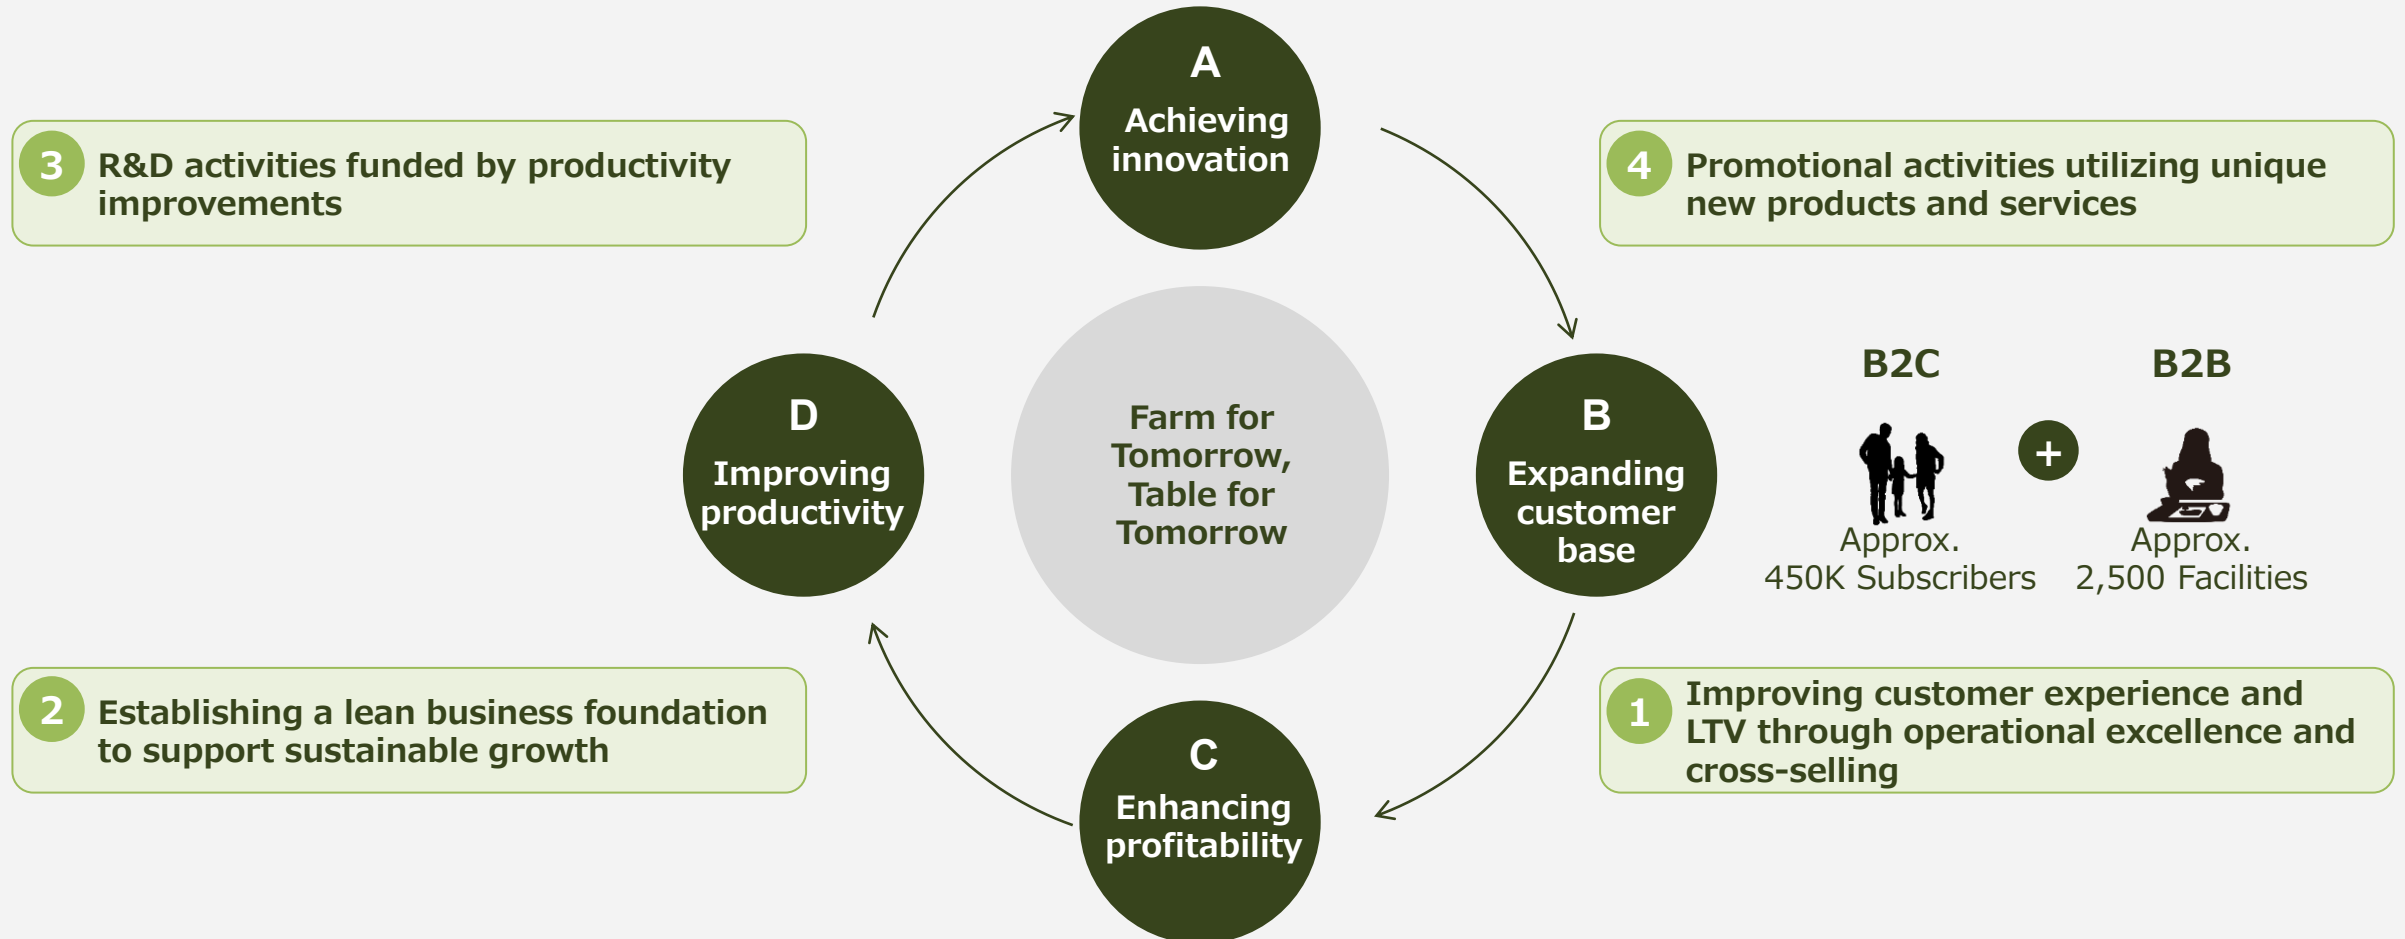 A
Achieving
innovation
3
R&D activities funded by productivity
improvements
4
Promotional activities utilizing unique
new products and services
D
Improving
productivity
Farm for
Tomorrow,
Table for
Tomorrow
B
Expanding
customer
base
B2C
+
B2B
Approx.
450K Subscribers
Approx.
2,500 Facilities
2
Establishing a lean business foundation
to support sustainable growth
C
Enhancing
profitability
1
Improving customer experience and
LTV through operational excellence and
cross-selling